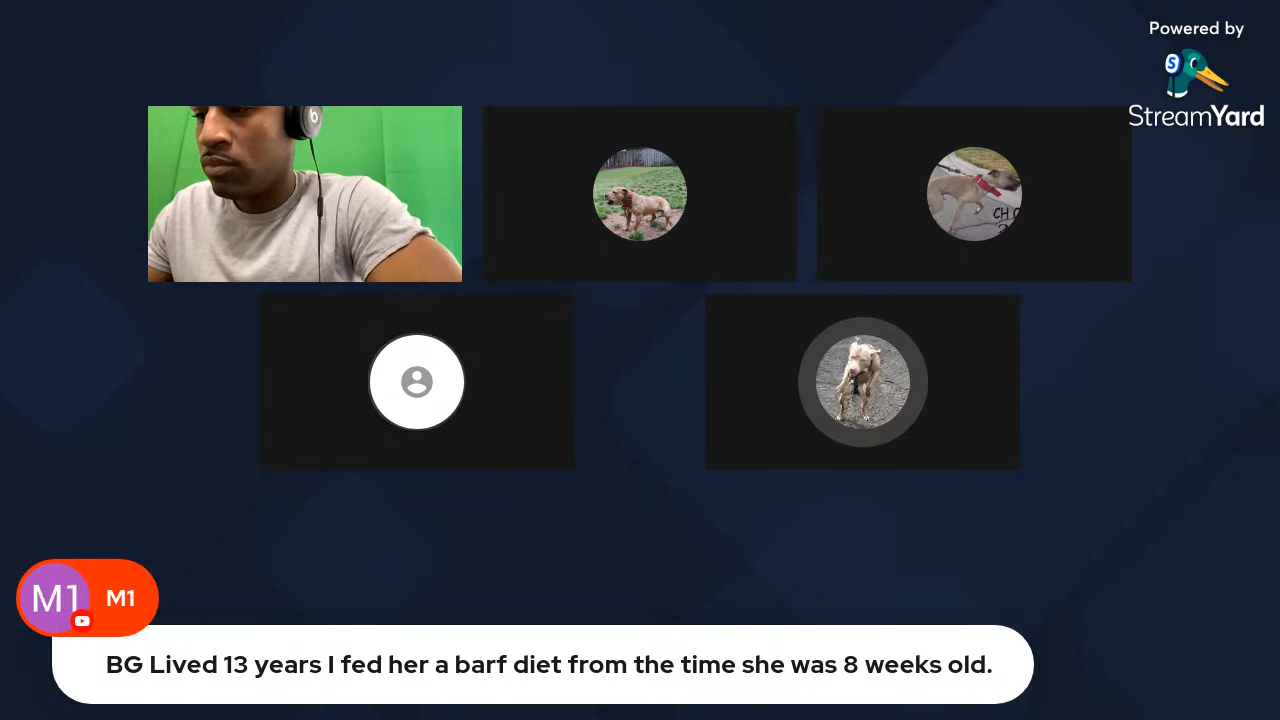 Powered by
S
StreamYard
b
CH.C
M1
M1
BG Lived 13 years I fed her a barf diet from the time she was 8 weeks old.